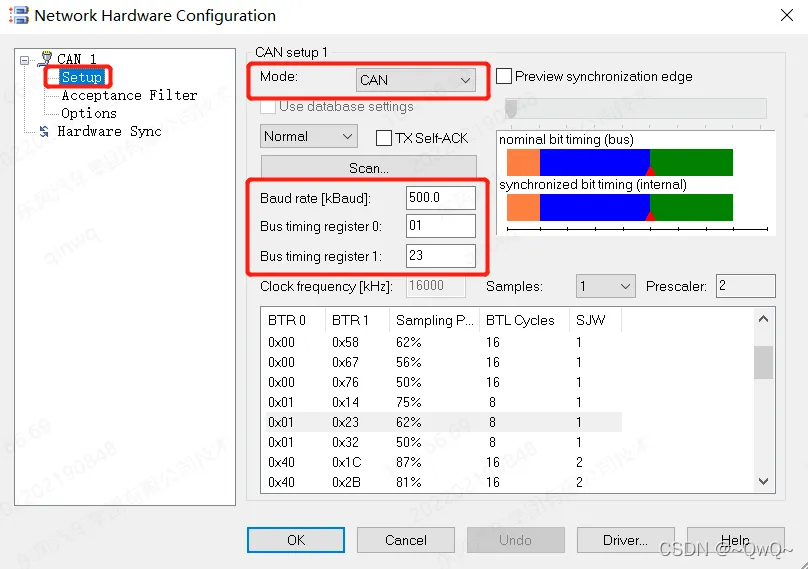 Network Hardware Configuration
CAN 1
Setup
Acceptance Filter
Options
Hardware Sync
CAN setup 1
Mode: CAN
Preview synchronization edge
Use database settings
Normal
TX Self-ACK
Scan...
nominal bit timing (bus)
synchronized bit timing (internal)
Baud rate [kBaud]: 500.0
Bus timing register 0: 01
Bus timing register 1: 23
Clock frequency [kHz]: 16000 Samples: 1 Prescaler: 2
BTR 0 BTR 1 Sampling P... BTL Cycles SJW
0x00 0x58 62% 16 1
0x00 0x67 56% 16 1
0x00 0x76 50% 16 1
0x01 0x14 75% 8 1
0x01 0x23 62% 8 1
0x01 0x32 50% 8 1
0x40 0x1C 87% 16 2
0x40 0x2B 81% 16 2
OK Cancel Undo Driver... Help
CSDN @~QwQ~
qinwq
202202190848